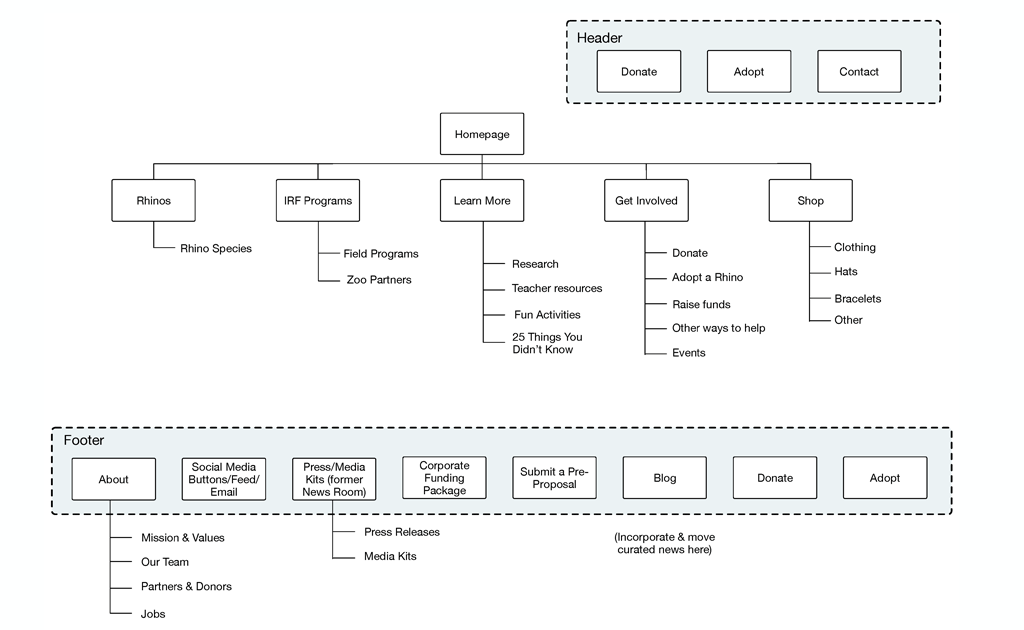 Header
Donate
Adopt
Contact
Homepage
Rhinos
IRF Programs
Learn More
Get Involved
Shop
Rhino Species
Field Programs
Zoo Partners
Research
Teacher resources
Fun Activities
25 Things You
Didn't Know
Donate
Adopt a Rhino
Raise funds
Other ways to help
Events
Clothing
Hats
Bracelets
Other
Footer
About
Social Media
Buttons/Feed/
Email
Press/Media
Kits (former
News Room)
Corporate
Funding
Package
Submit a Pre-
Proposal
Blog
Donate
Adopt
Mission & Values
Our Team
Partners & Donors
Jobs
Press Releases
Media Kits
(Incorporate & move
curated news here)